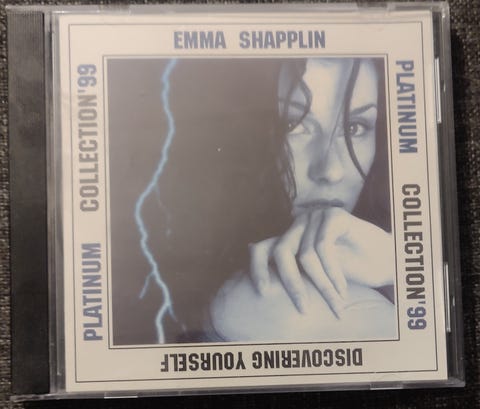 EMMA SHAPPLIN
PLATINUM COLLECTION'99
PLATINUM COLLECTION'99
DISCOVERING YOURSELF